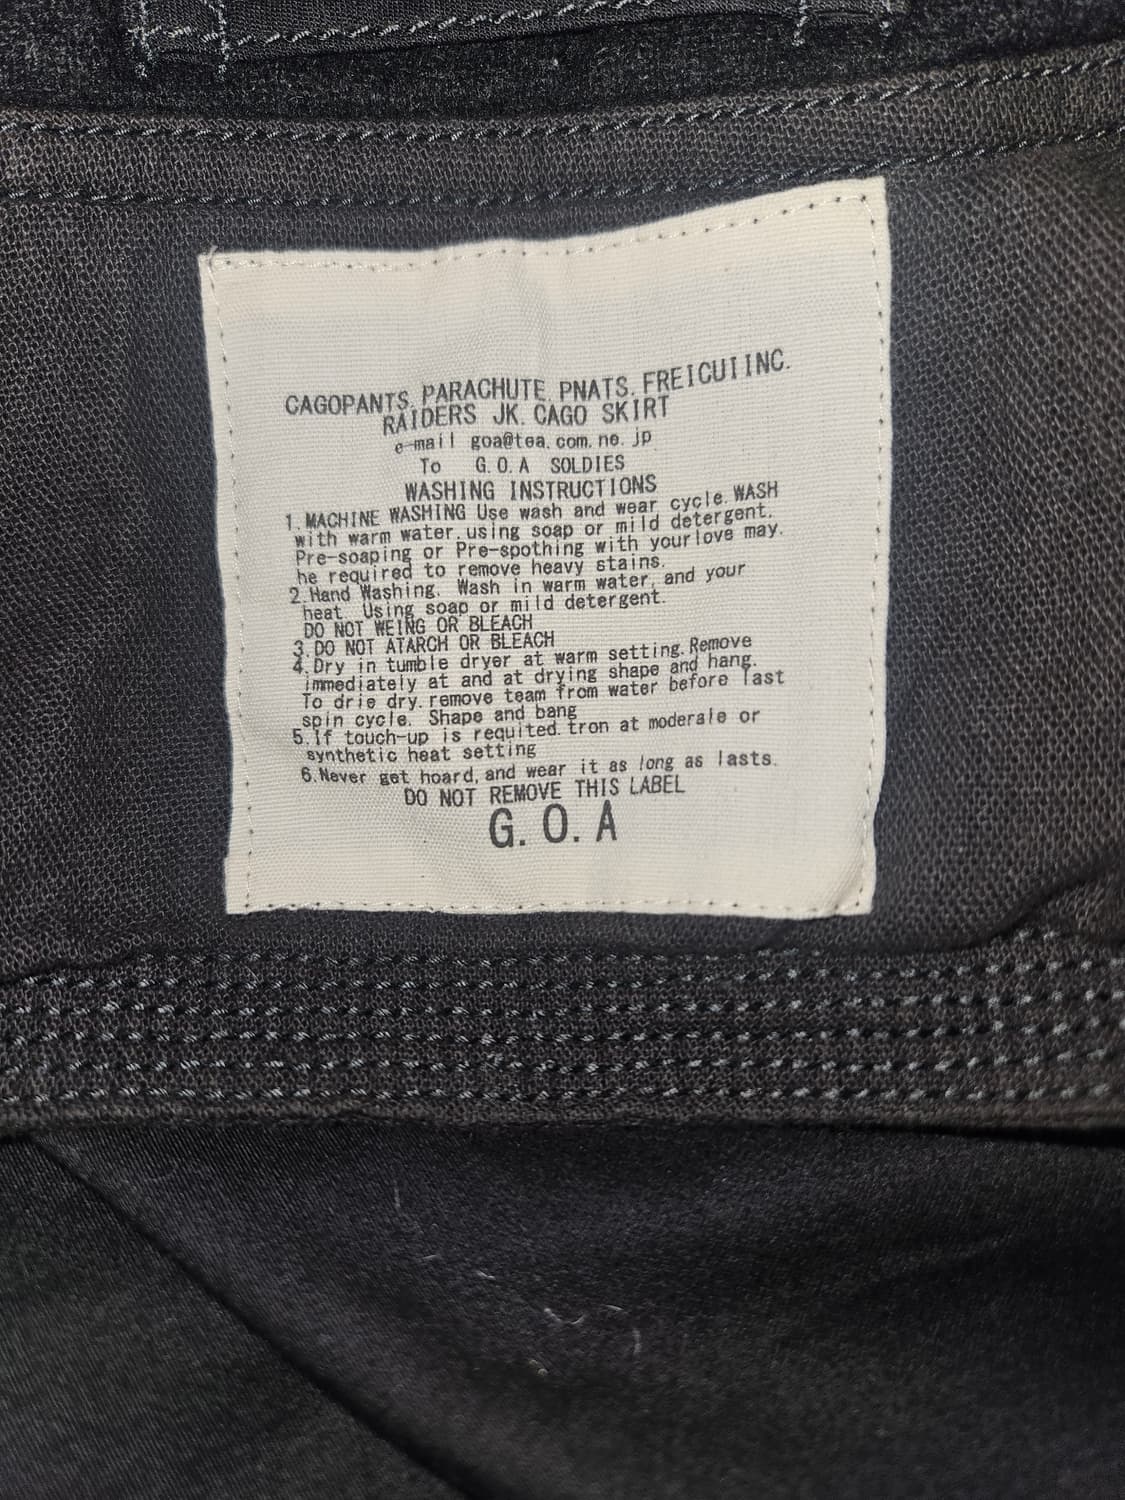 CAGOPANTS. PARACHUTE. PNATS. FREICUIINC.
RAIDERS JK. CAGO SKIRT
e-mail goa@tea.com.ne.jp
To G.O.A SOLDIES
WASHING INSTRUCTIONS
1.MACHINE WASHING Use wash and wear cycle.WASH
with warm water.using soap or mild detergent.
Pre-soaping or Pre-spothing with yourlove may.
he required to remove heavy stains.
2.Hand Washing. Wash in warm water, and your
heat Using soap or mild detergent.
DO NOT WEING OR BLEACH
3.DO NOT ATARCH OR BLEACH
4.Dry in tumble dryer at warm setting.Remove
immediately at and at drying shape and hang.
To drie dry.remove team from water before last
spin cycle. Shape and bang
5.If touch-up is requited.tron at moderale or
synthetic heat setting
6.Never get hoard,and wear it as long as lasts.
DO NOT REMOVE THIS LABEL
G.O.A